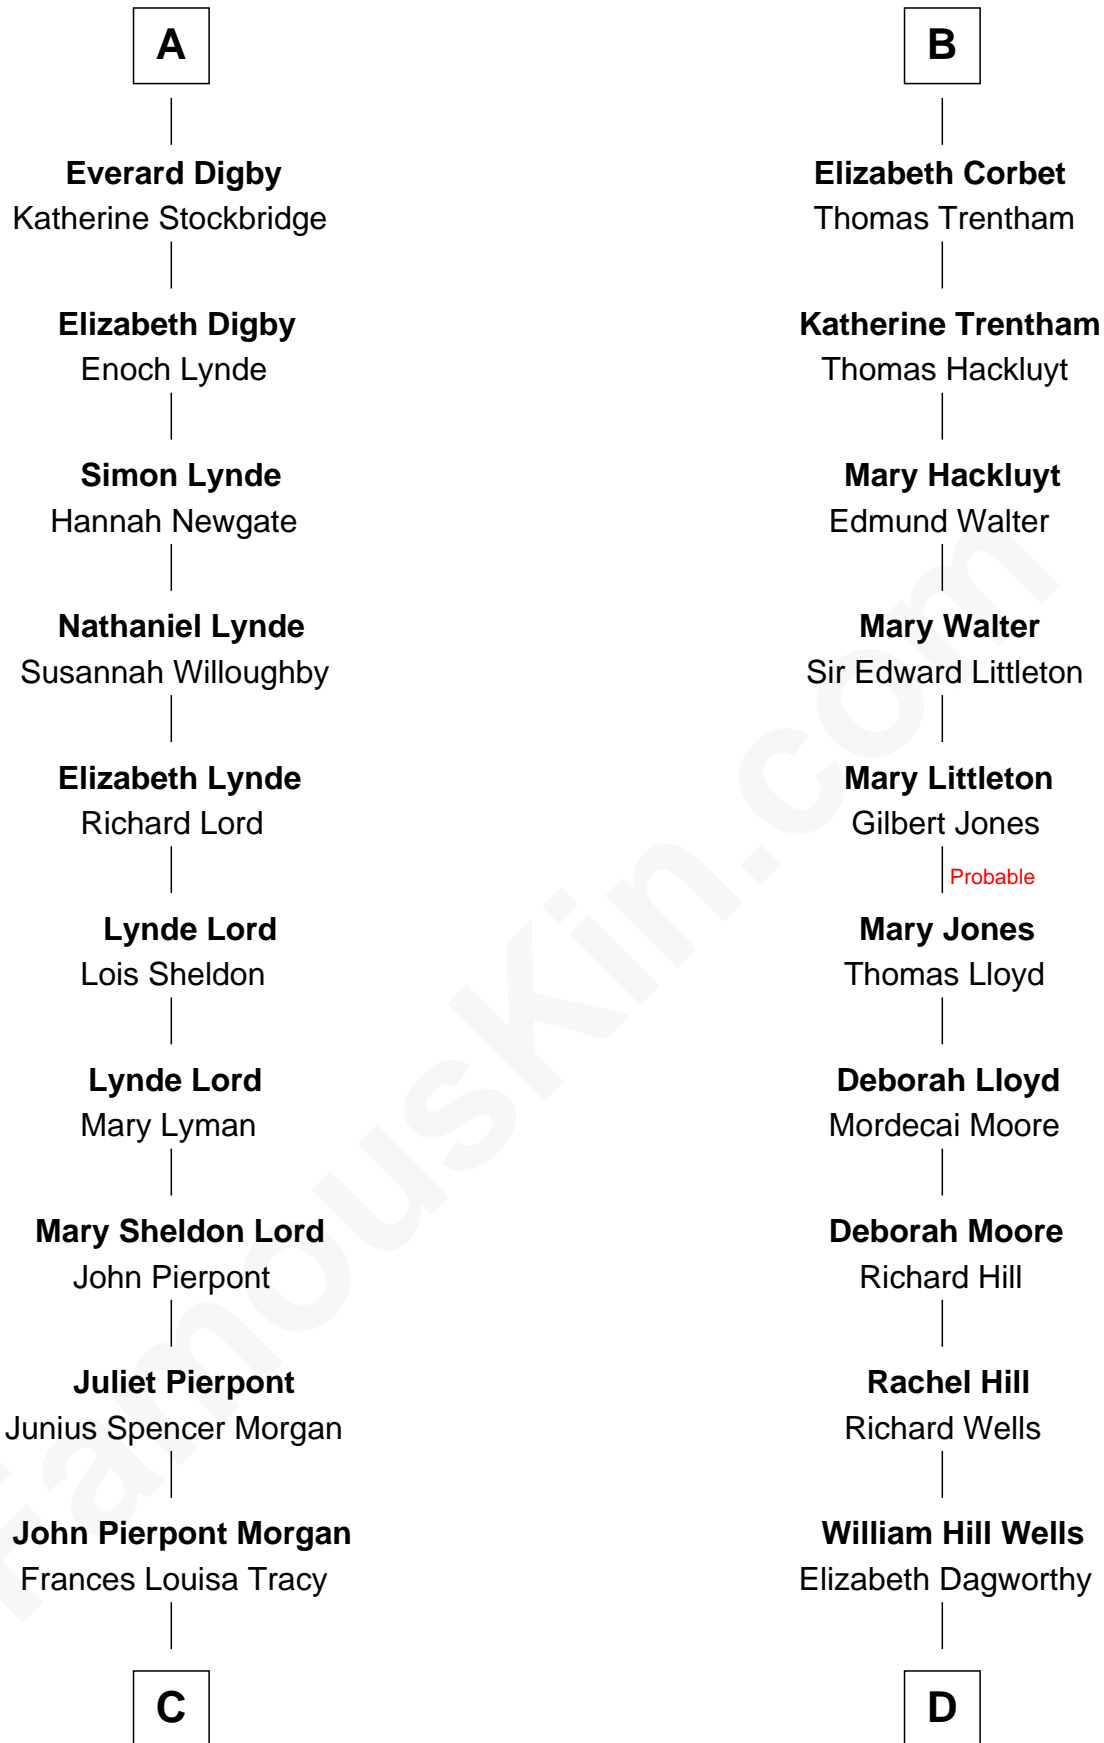 A
Everard Digby
Katherine Stockbridge
Elizabeth Digby
Enoch Lynde
Simon Lynde
Hannah Newgate
Nathaniel Lynde
Susannah Willoughby
Elizabeth Lynde
Richard Lord
Lynde Lord
Lois Sheldon
Lynde Lord
Mary Lyman
Mary Sheldon Lord
John Pierpont
Juliet Pierpont
Junius Spencer Morgan
John Pierpont Morgan
Frances Louisa Tracy
C
B
Elizabeth Corbet
Thomas Trentham
Katherine Trentham
Thomas Hackluyt
Mary Hackluyt
Edmund Walter
Mary Walter
Sir Edward Littleton
Mary Littleton
Gilbert Jones
Probable
Mary Jones
Thomas Lloyd
Deborah Lloyd
Mordecai Moore
Deborah Moore
Richard Hill
Rachel Hill
Richard Wells
William Hill Wells
Elizabeth Dagworthy
D
FamousKin.com